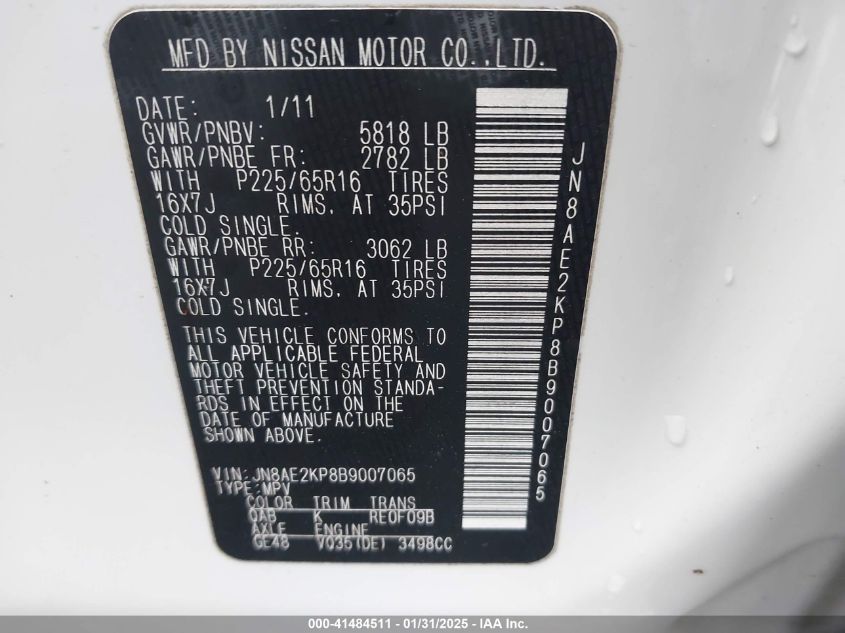 MFD BY NISSAN MOTOR CO.,LTD.
DATE: 1/11
GVWR/PNBV: 5818 LB
GAWR/PNBE FR: 2782 LB
WITH P225/65R16 TIRES
16X7J RIMS, AT 35PSI
COLD SINGLE.
GAWR/PNBE RR: 3062 LB
WITH P225/65R16 TIRES
16X7J RIMS, AT 35PSI
COLD SINGLE.
THIS VEHICLE CONFORMS TO
ALL APPLICABLE FEDERAL
MOTOR VEHICLE SAFETY AND
THEFT PREVENTION STANDA-
RDS IN EFFECT ON THE
DATE OF MANUFACTURE
SHOWN ABOVE.
VIN: JN8AE2KP8B9007065
TYPE: MPV
COLOR TRIM TRANS
QAB K RE0F09B
AXLE ENGINE
GE48 VQ35(DE) 3498CC
JN8AE2KP8B9007065
000-41484511 - 01/31/2025 - IAA Inc.